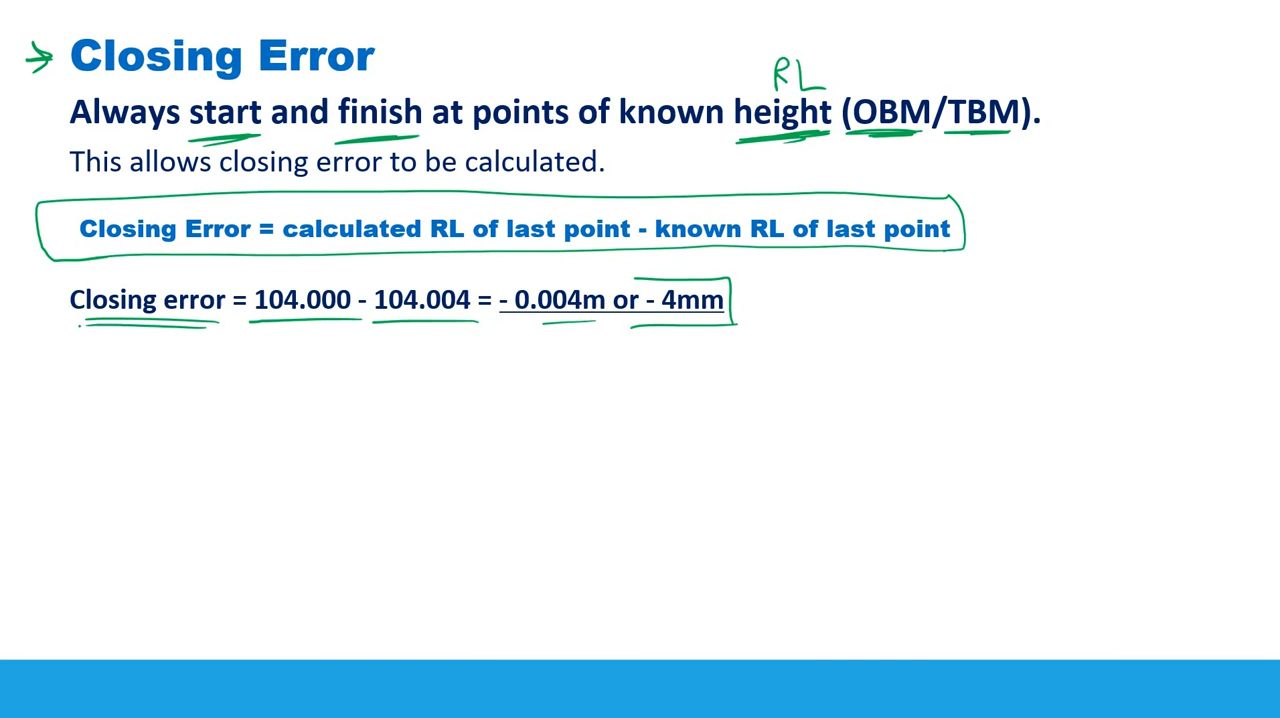 Closing Error
RL
Always start and finish at points of known height (OBM/TBM).
This allows closing error to be calculated.
Closing Error = calculated RL of last point - known RL of last point
Closing error = 104.000 - 104.004 = - 0.004m or - 4mm